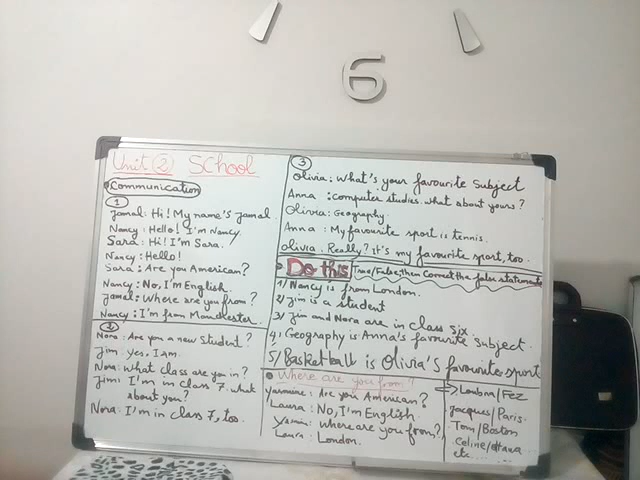 6
Unit 2 School
Communication
1
Jamal: Hi! My name's Jamal.
Nancy: Hello! I'm Nancy.
Sara: Hi! I'm Sara.
Nancy: Hello!
Sara: Are you American?
Nancy: No, I'm English.
Jamal: Where are you from?
Nancy: I'm from Manchester.
2
Nora: Are you a new Student?
Jim: Yes, I am.
Nora: What class are you in?
Jim: I'm in class 7. What
about you?
Nora: I'm in class 7, too.
3
Olivia: What's your favourite Subject
Anna: Computer studies. What about yours?
Olivia: Geography.
Anna: My favourite sport is tennis.
Olivia: Really? It's my favourite sport, too.
Do this True/False, then Correct the false statements
1/ Nancy is from London.
2/ Jim is a student
3/ Jim and Nora are in class Six.
4/ Geography is Anna's favourite Subject.
5/ Basketball is Olivia's favourite sport
Where are you from?
Yasmine: Are you American?
Laura: No, I'm English.
Yasmine: Where are you from?
Laura: London.
London/Fez
Jacques/Paris.
Tom/Boston
Celine/Ottawa
etc...